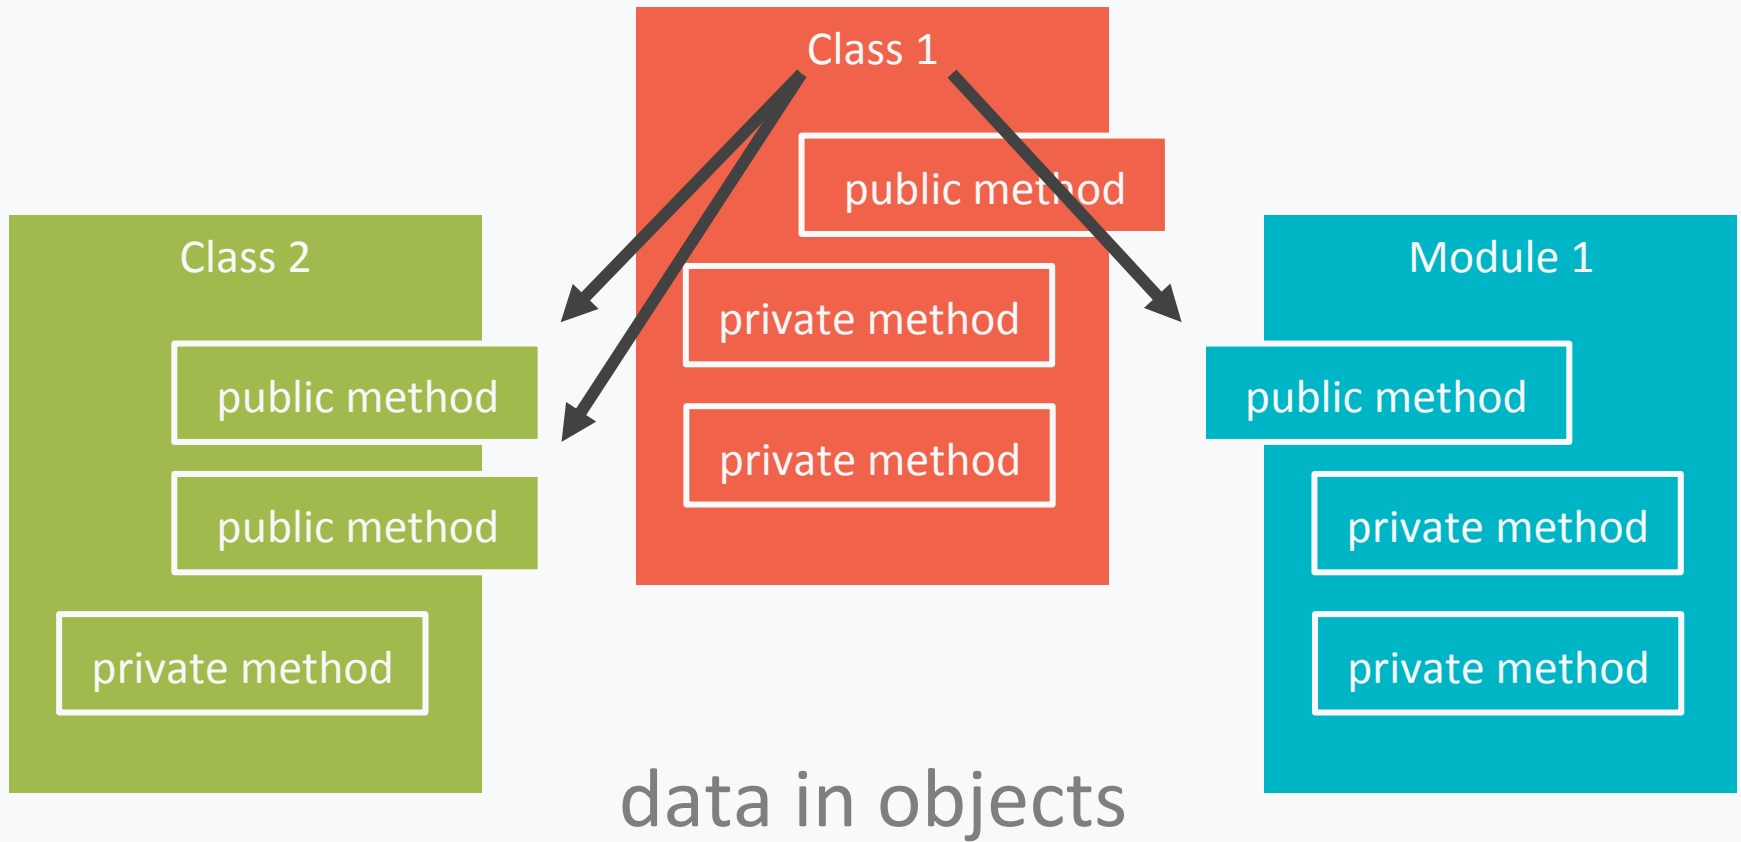 Class 1
public method
private method
private method
Class 2
public method
public method
private method
Module 1
public method
private method
private method
data in objects